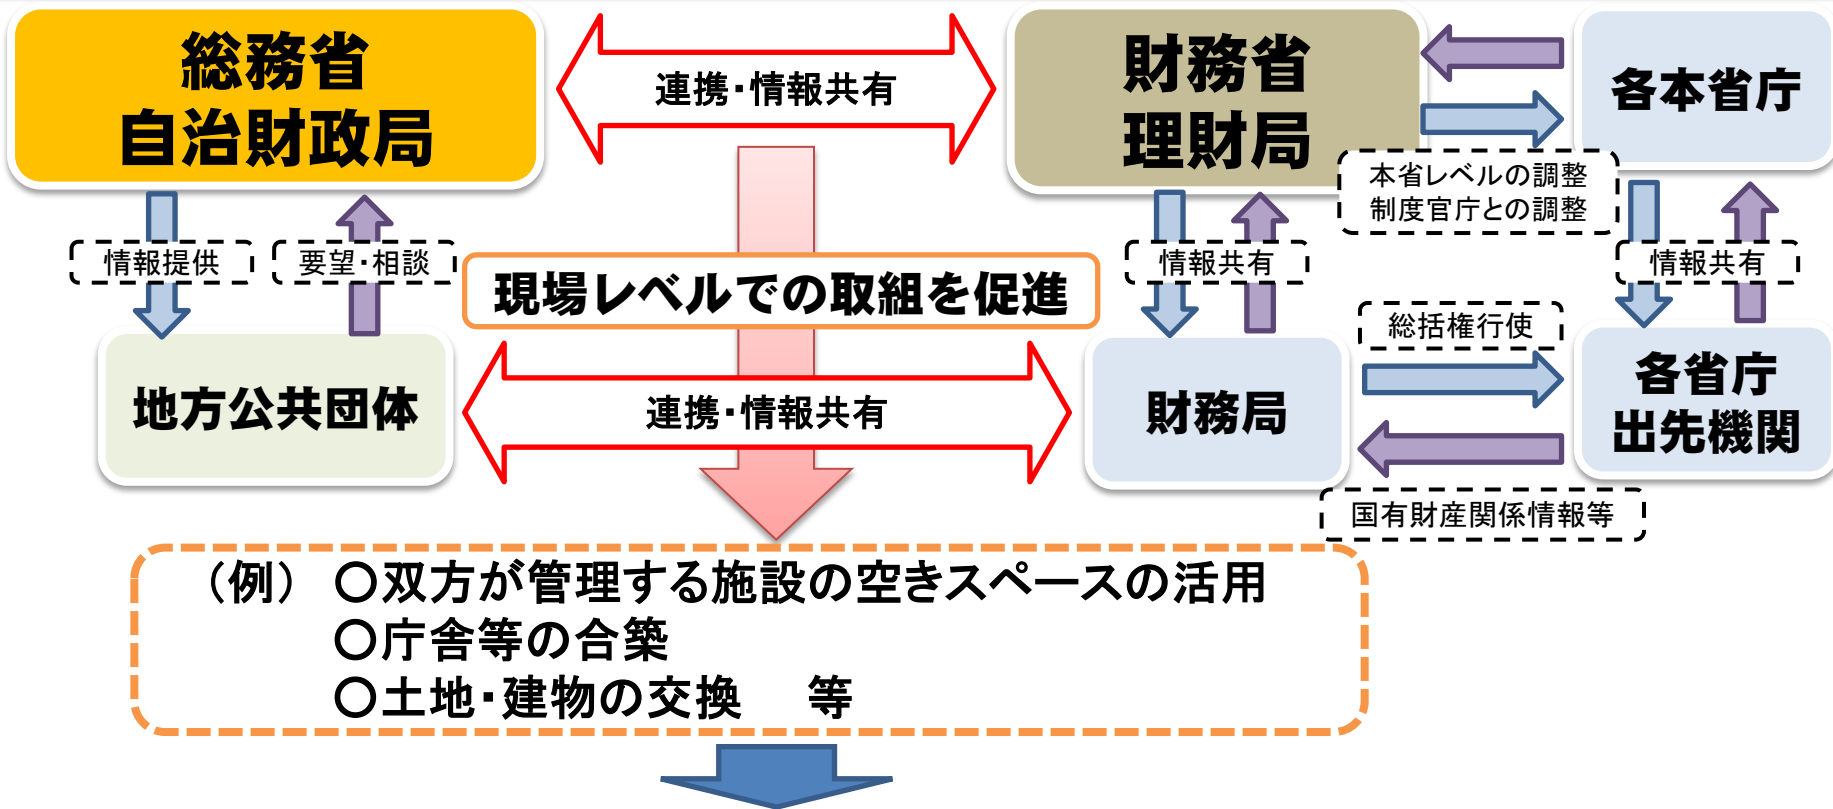 総務省
自治財政局
連携・情報共有
財務省
理財局
各本省庁
本省レベルの調整
制度官庁との調整
情報提供
要望・相談
現場レベルでの取組を促進
情報共有
情報共有
総括権行使
地方公共団体
連携・情報共有
財務局
各省庁
出先機関
国有財産関係情報等
（例） ○双方が管理する施設の空きスペースの活用
○庁舎等の合築
○土地・建物の交換 等